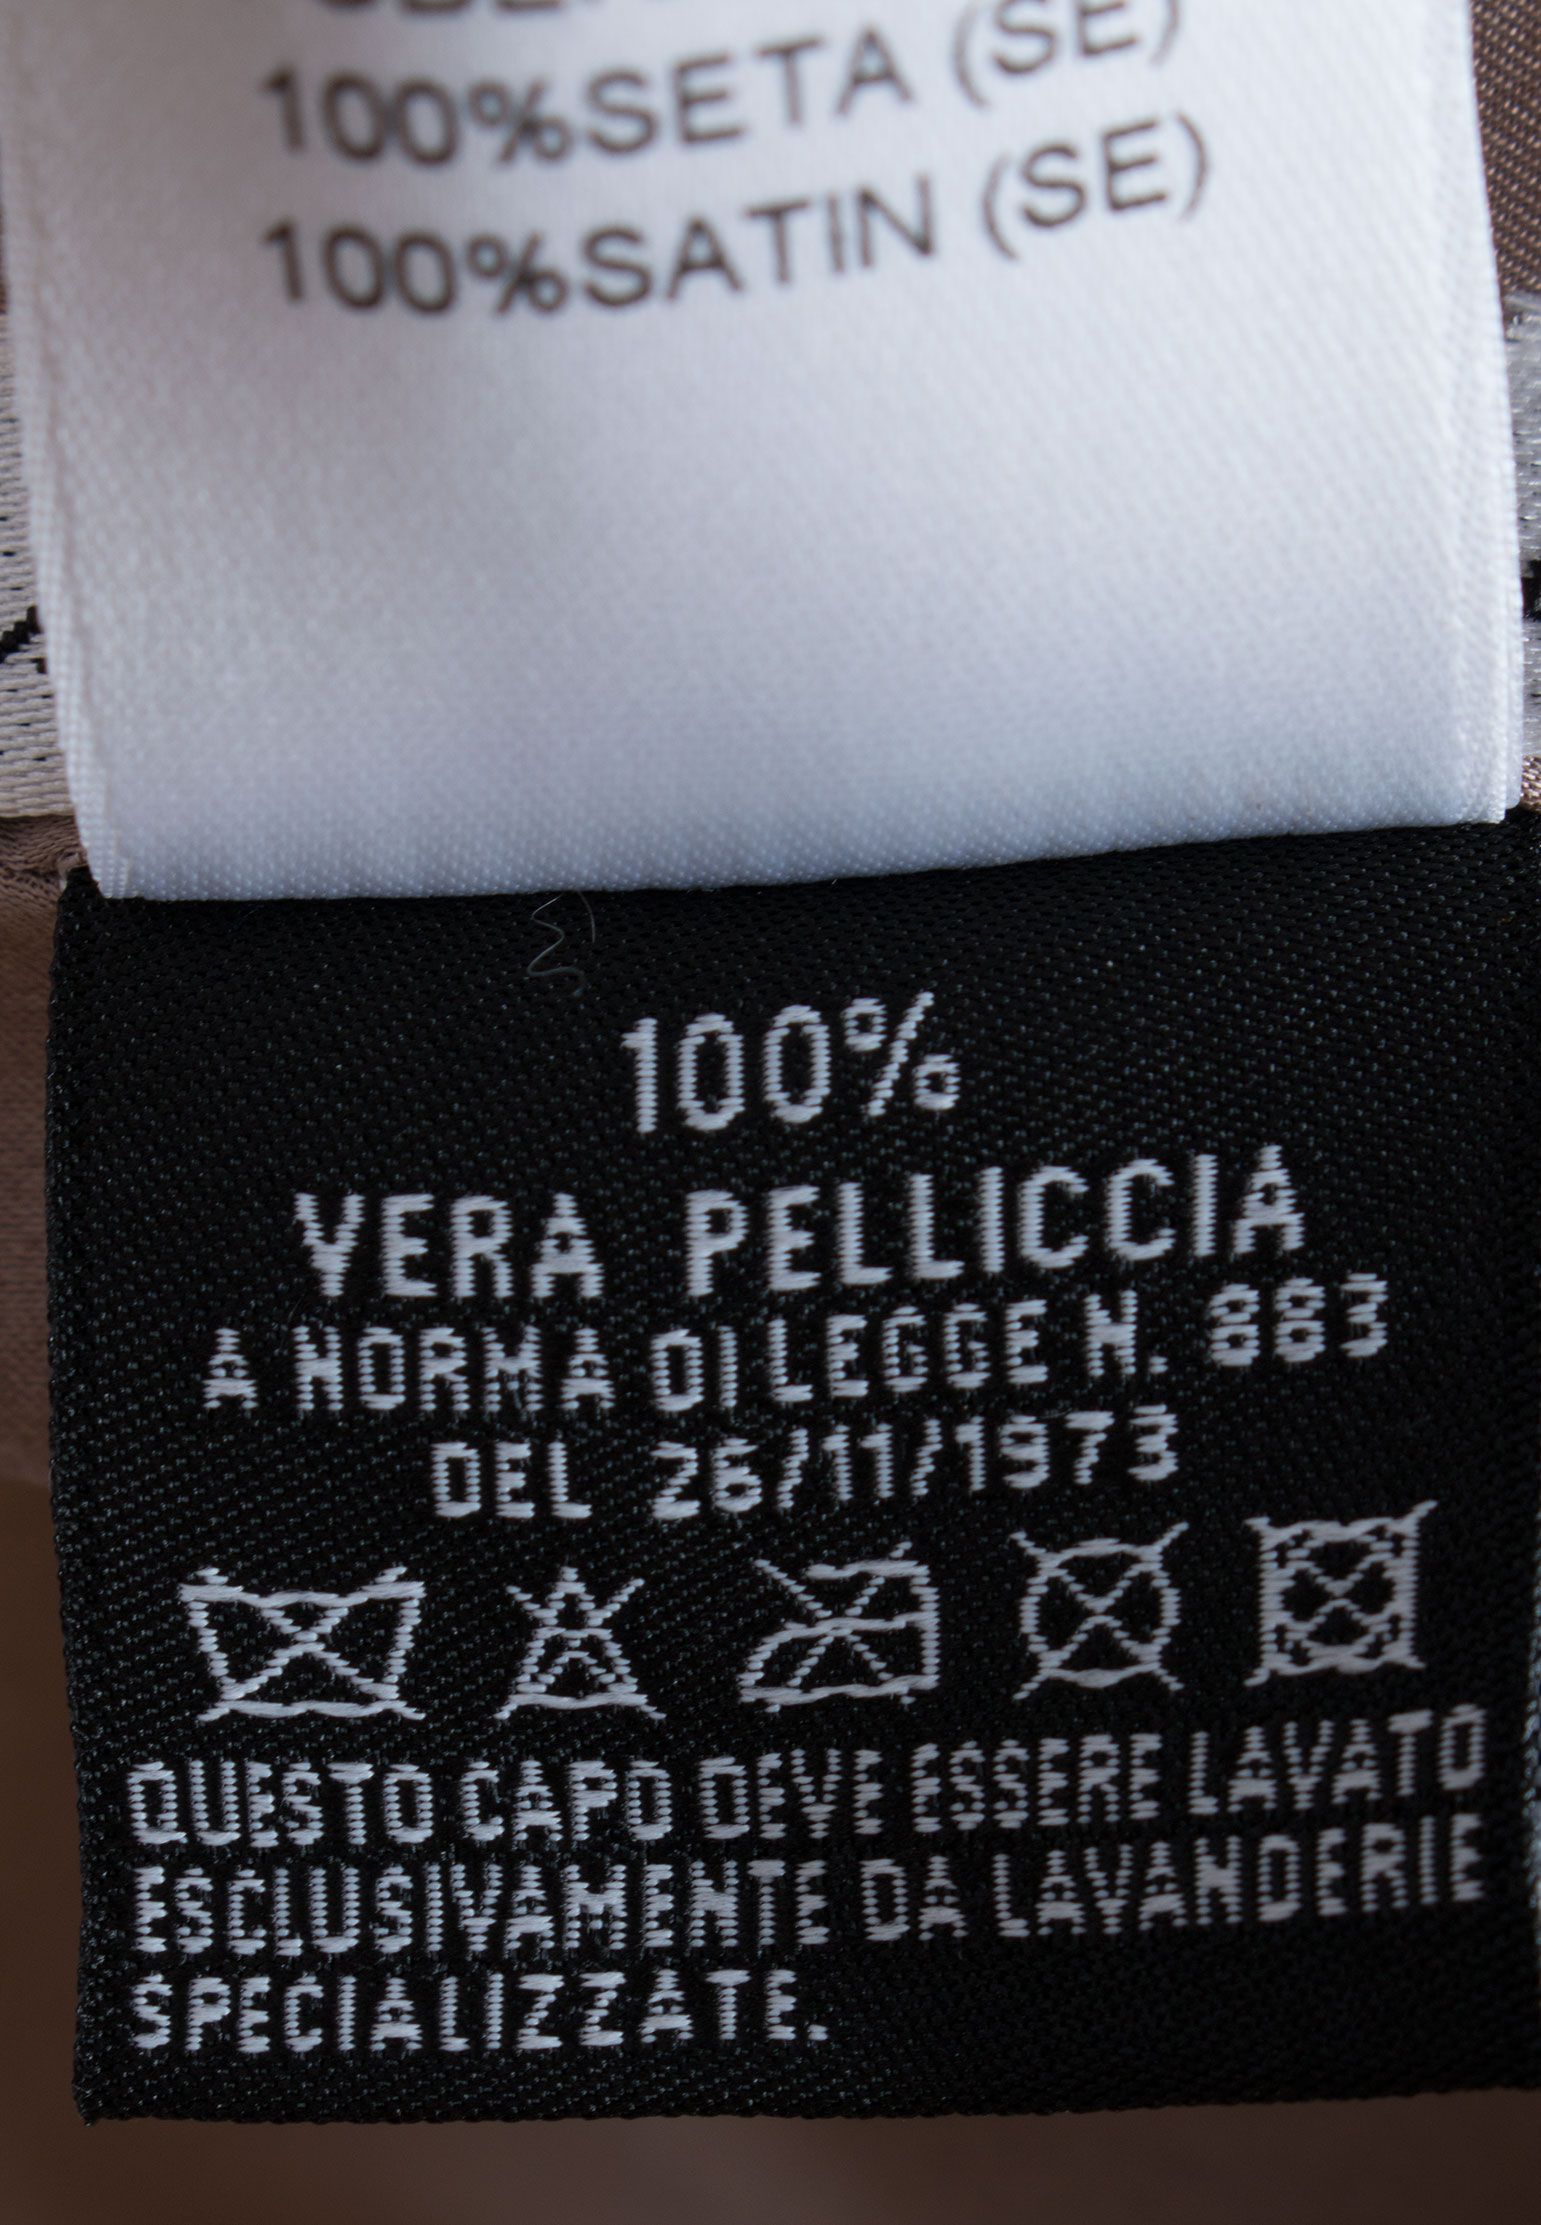 100%SETA (SE)
100%SATIN (SE)
100%
VERA PELLICCIA
A NORMA DI LEGGE N. 883
DEL 26/11/1973
QUESTO CAPO DEVE ESSERE LAVATO
ESCLUSIVAMENTE DA LAVANDERIE
SPECIALIZZATE.